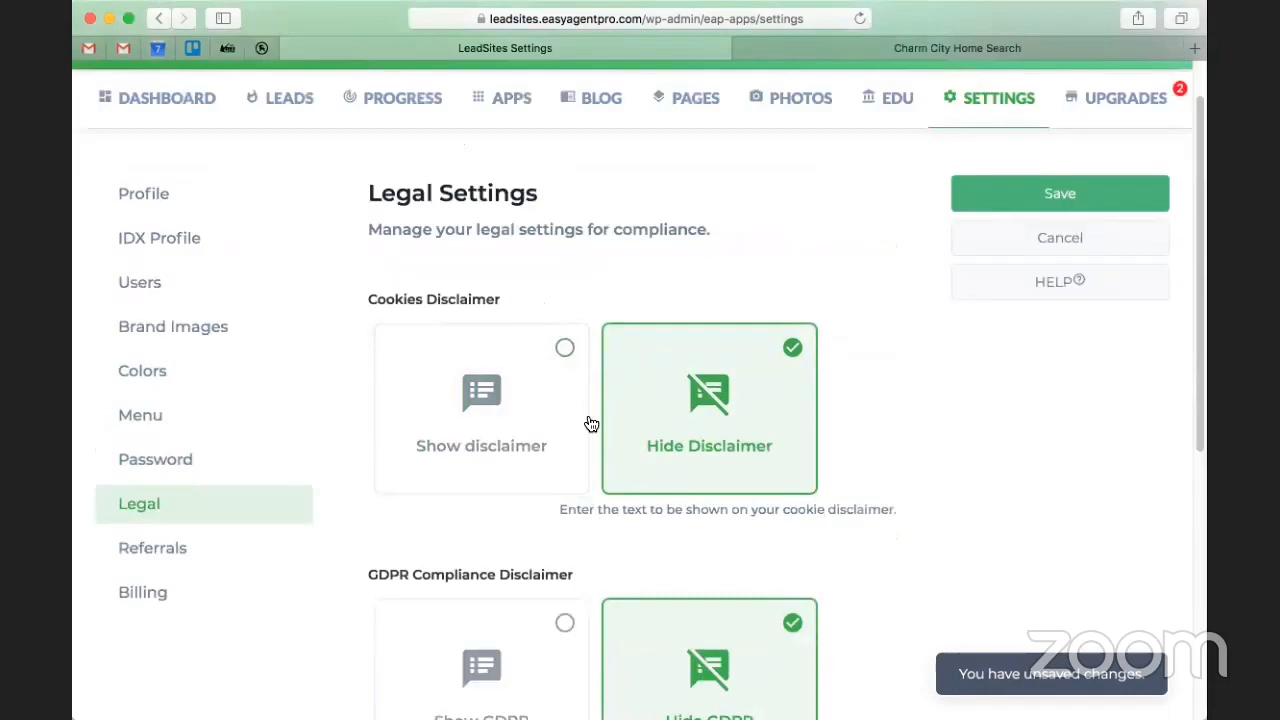 leadsites.easyagentpro.com/wp-admin/eap-apps/settings
7
LeadSites Settings
Charm City Home Search
DASHBOARD
LEADS
PROGRESS
APPS
BLOG
PAGES
PHOTOS
EDU
SETTINGS
UPGRADES
2
Profile
IDX Profile
Users
Brand Images
Colors
Menu
Password
Legal
Referrals
Billing
Legal Settings
Manage your legal settings for compliance.
Cookies Disclaimer
Show disclaimer
Hide Disclaimer
Enter the text to be shown on your cookie disclaimer.
GDPR Compliance Disclaimer
Show GDPR
Hide GDPR
Save
Cancel
HELP?
You have unsaved changes.
zoom